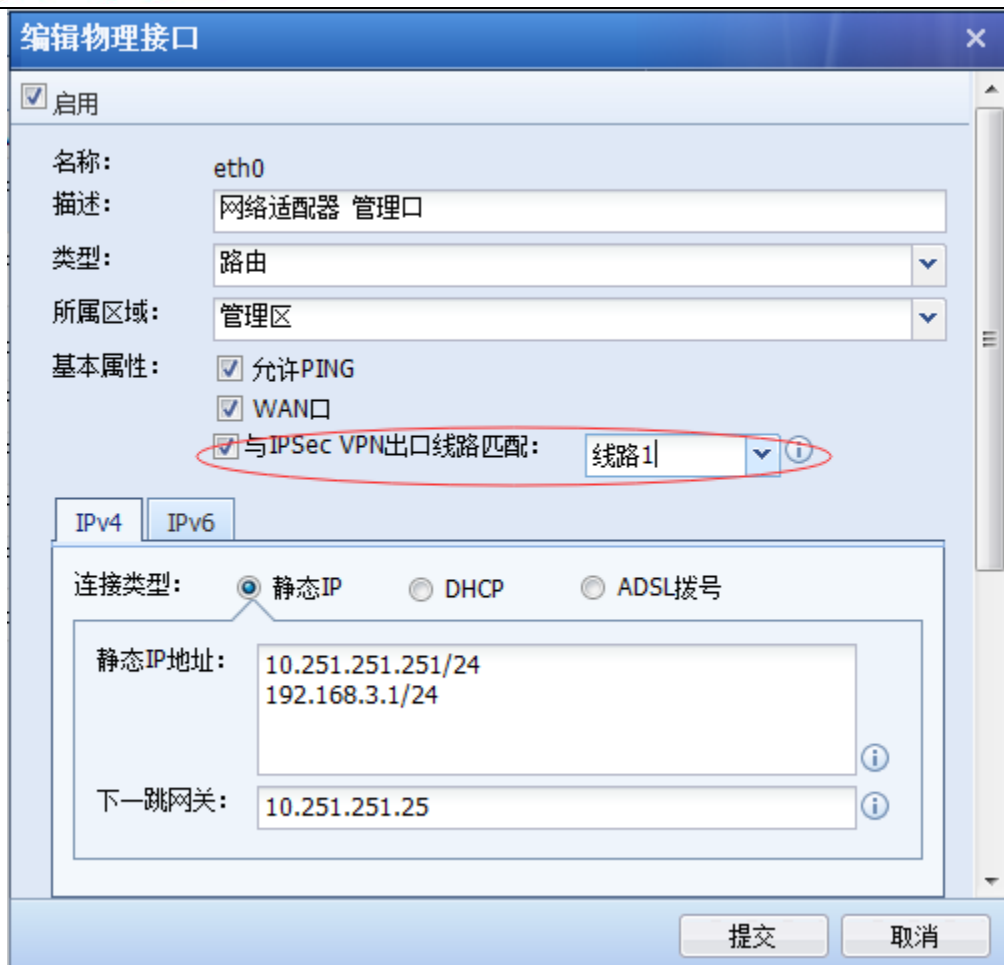 编辑物理接口
启用
名称: eth0
描述: 网络适配器 管理口
类型: 路由
所属区域: 管理区
基本属性: 允许PING
WAN口
与IPSec VPN出口线路匹配: 线路1
IPv4 IPv6
连接类型: 静态IP DHCP ADSL拨号
静态IP地址: 10.251.251.251/24
192.168.3.1/24
下一跳网关: 10.251.251.25
提交 取消